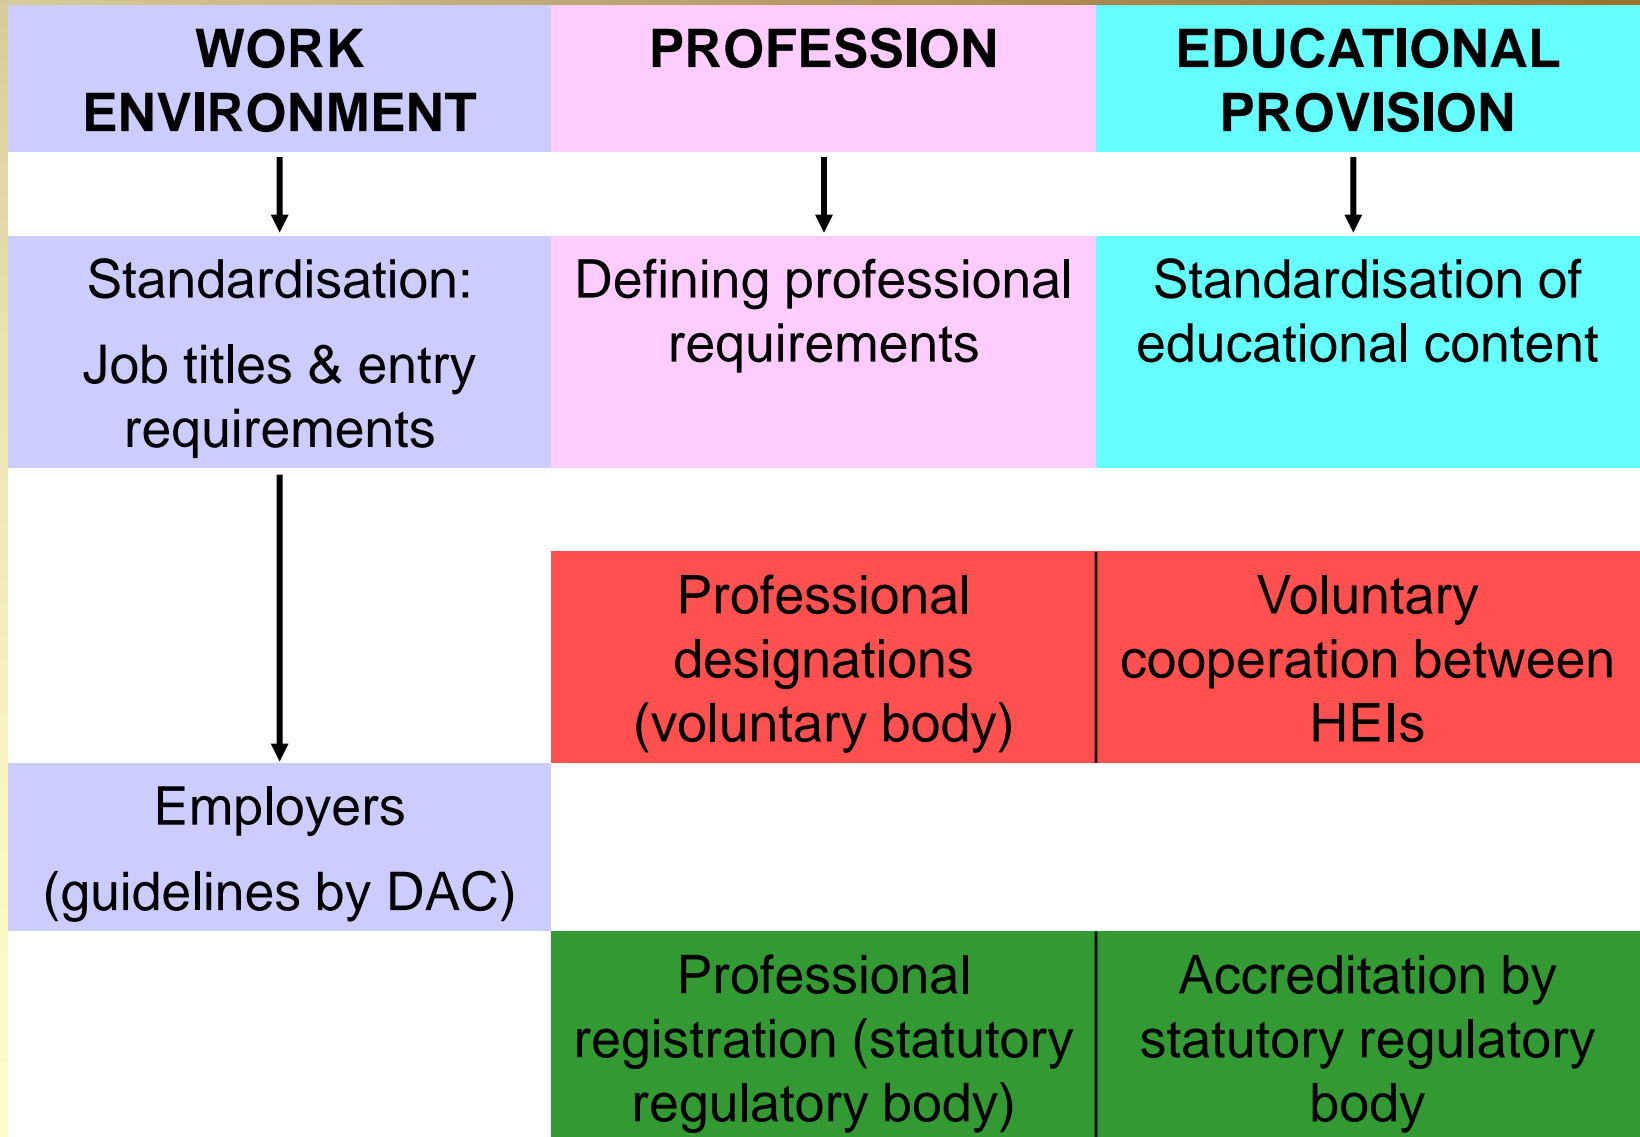 WORK
ENVIRONMENT
PROFESSION
EDUCATIONAL
PROVISION
Standardisation:
Job titles & entry
requirements
Defining professional
requirements
Standardisation of
educational content
Professional
designations
(voluntary body)
Voluntary
cooperation between
HEIs
Employers
(guidelines by DAC)
Professional
registration (statutory
regulatory body)
Accreditation by
statutory regulatory
body